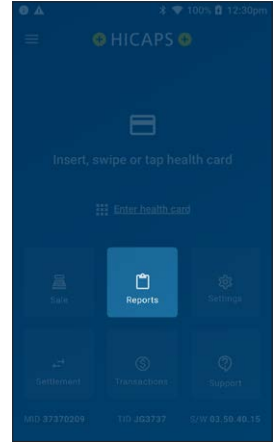 100% 12:30pm
HICAPS
Insert, swipe or tap health card
Enter health card
Sale
Reports
Settings
Settlement
Transactions
Support
MID 37370209 TID JG3737 S/W 03.50.40.15